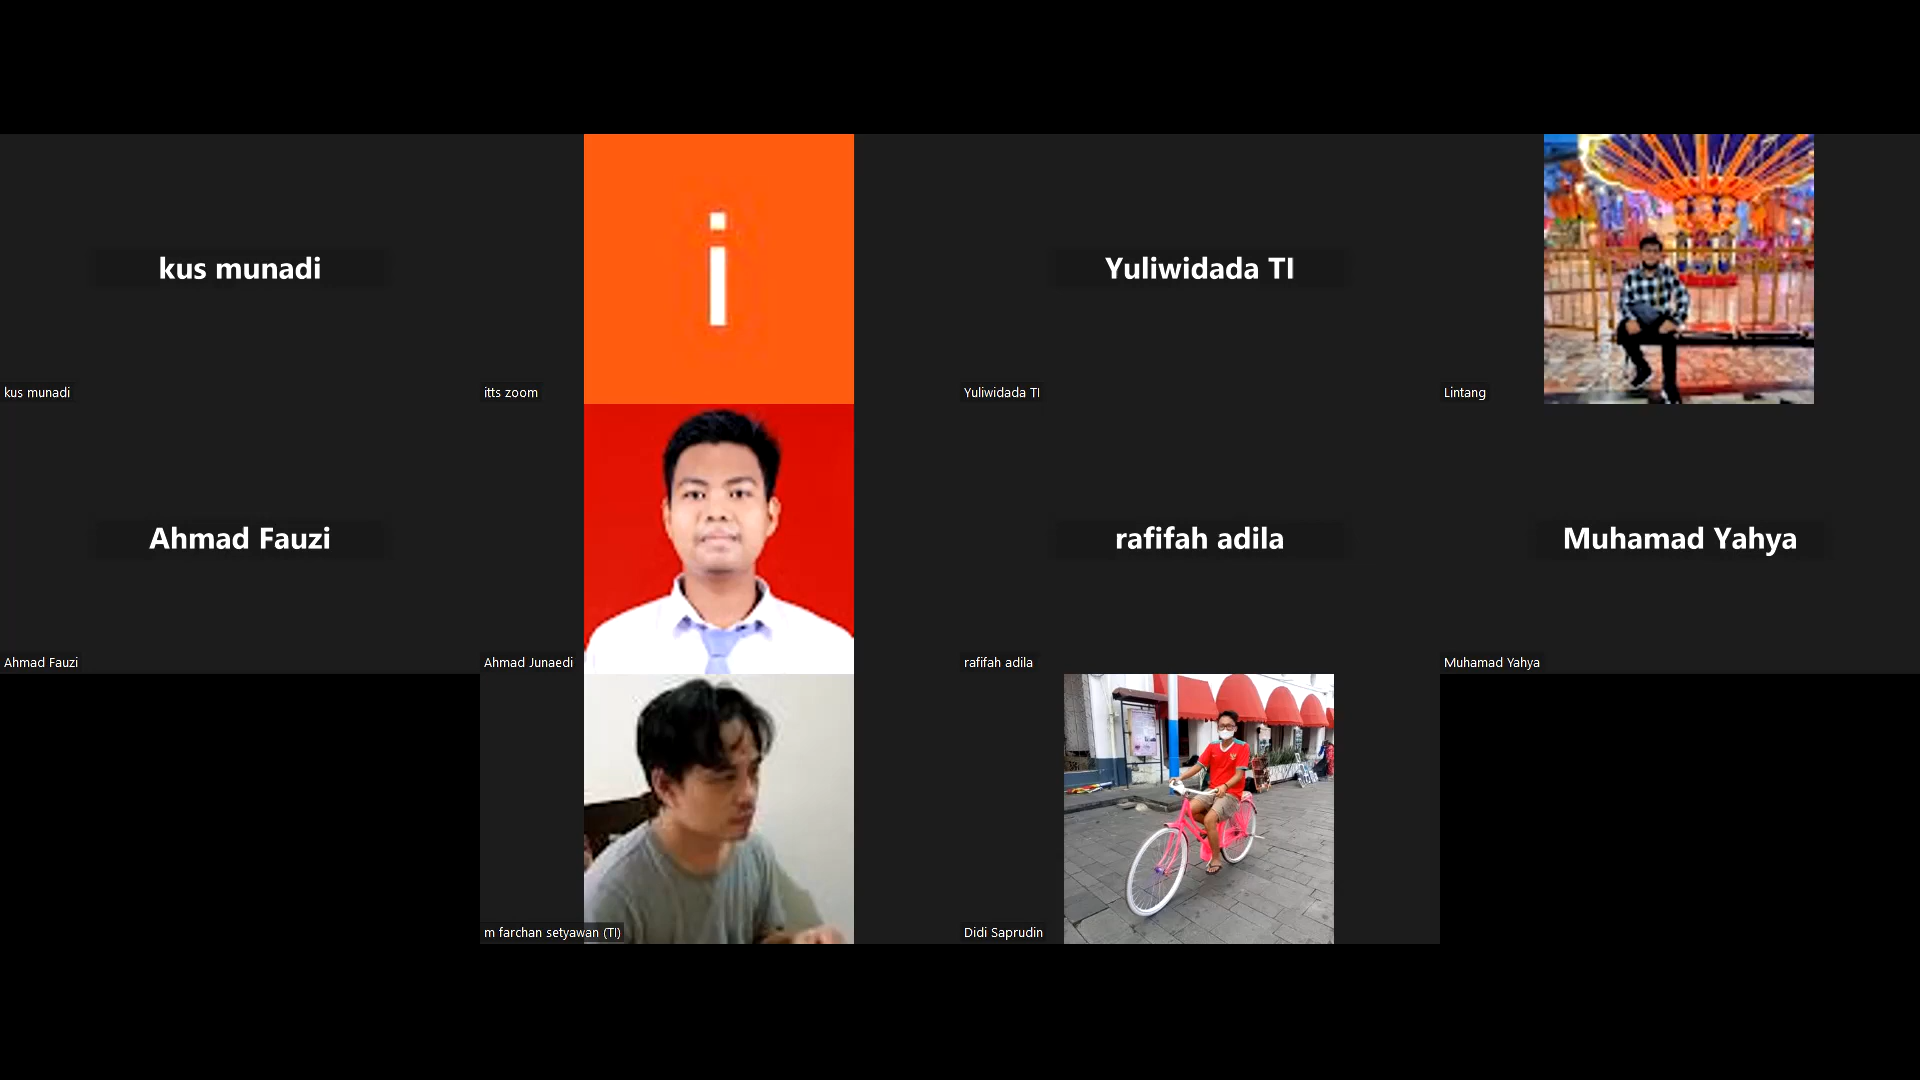 kus munadi
kus munadi
i
itts zoom
Yuliwidada TI
Yuliwidada TI
Lintang
Ahmad Fauzi
Ahmad Fauzi
Ahmad Junaedi
rafifah adila
rafifah adila
Muhamad Yahya
Muhamad Yahya
m farchan setyawan (TI)
Didi Saprudin